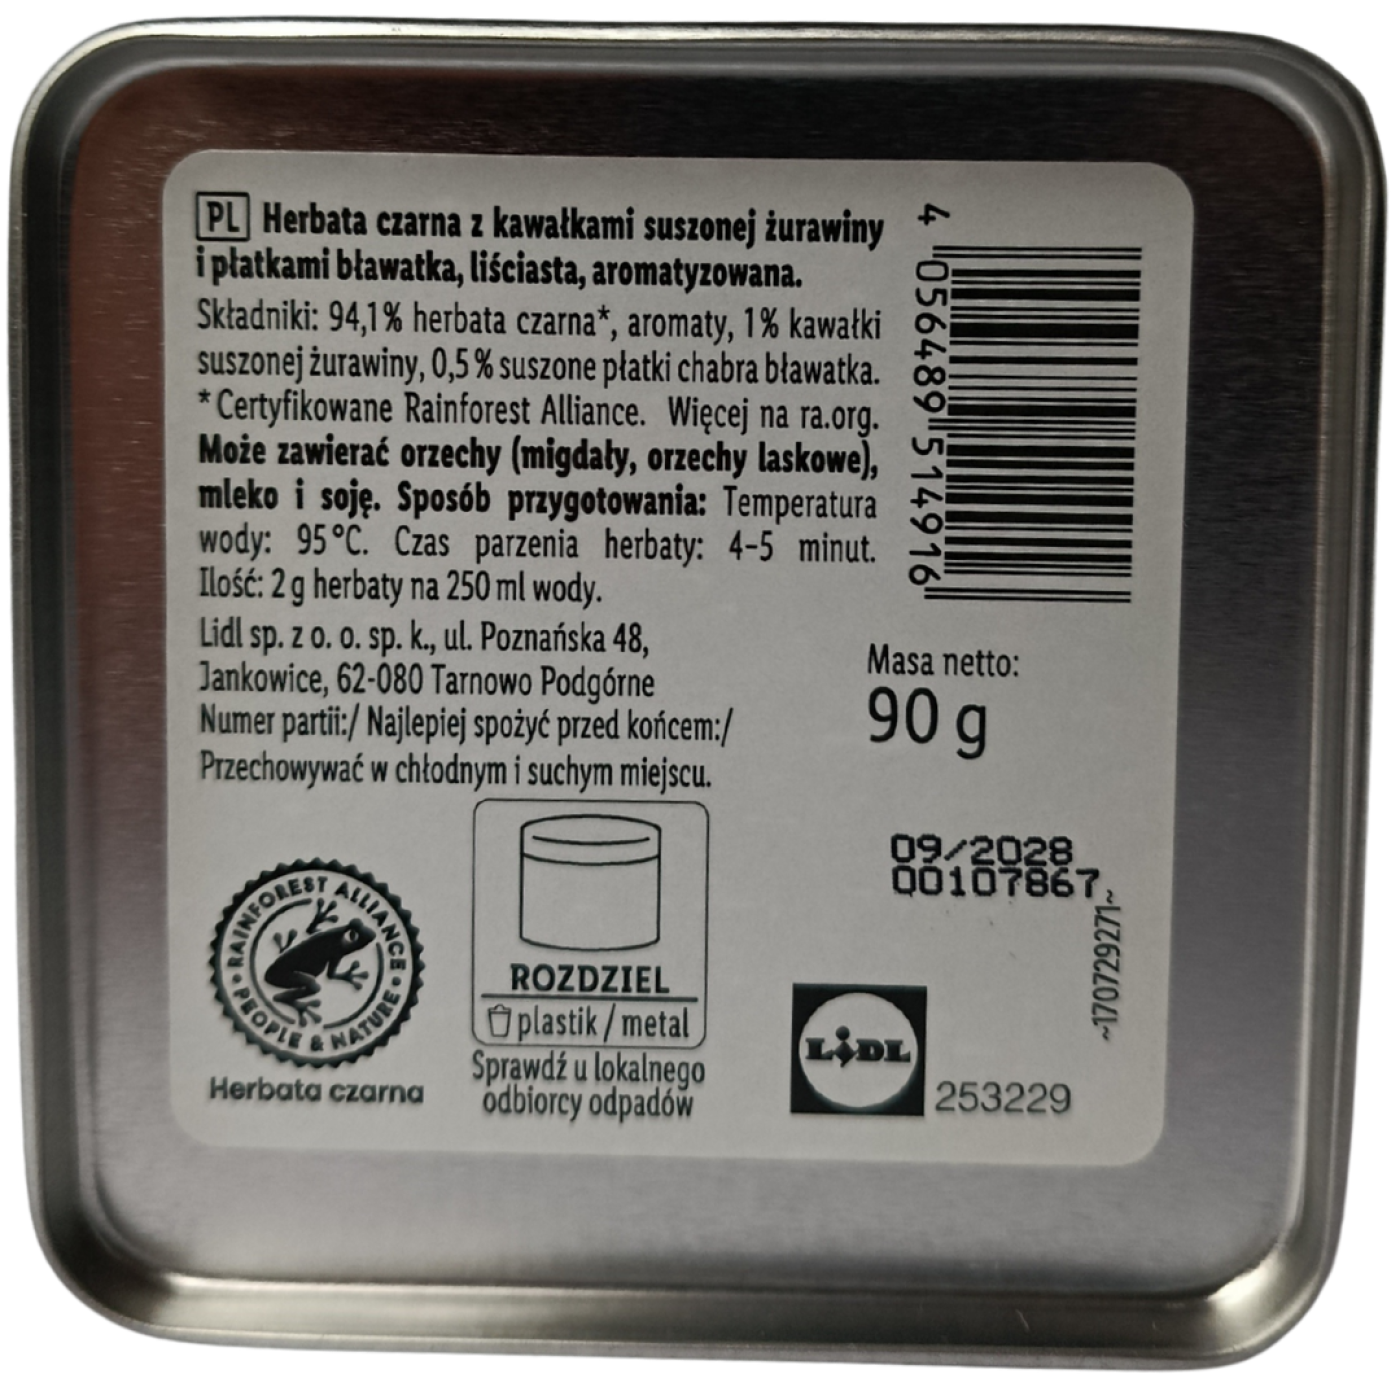 PL Herbata czarna z kawałkami suszonej żurawiny
i płatkami bławatka, liściasta, aromatyzowana.
Składniki: 94,1% herbata czarna*, aromaty, 1% kawałki
suszonej żurawiny, 0,5% suszone płatki chabra bławatka.
*Certyfikowane Rainforest Alliance. Więcej na ra.org.
Może zawierać orzechy (migdały, orzechy laskowe),
mleko i soję. Sposób przygotowania: Temperatura
wody: 95°C. Czas parzenia herbaty: 4-5 minut.
Ilość: 2 g herbaty na 250 ml wody.
Lidl sp. z o. o. sp. k., ul. Poznańska 48,
Jankowice, 62-080 Tarnowo Podgórne
Numer partii:/ Najlepiej spożyć przed końcem:/
Przechowywać w chłodnym i suchym miejscu.
4 056489 514916
Masa netto:
90 g
09/2028
00107867
~170729271~
RAINFOREST ALLIANCE
PEOPLE & NATURE
Herbata czarna
ROZDZIEL
plastik / metal
Sprawdź u lokalnego
odbiorcy odpadów
LIDL
253229